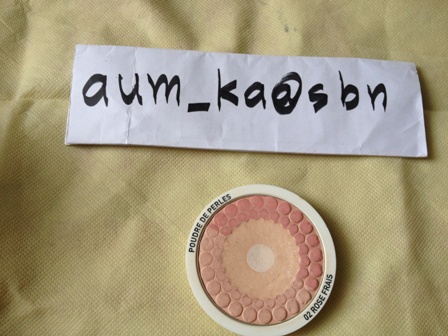 aum_ka@sbn
POUDRE DE PERLES
02 ROSE FRAIS